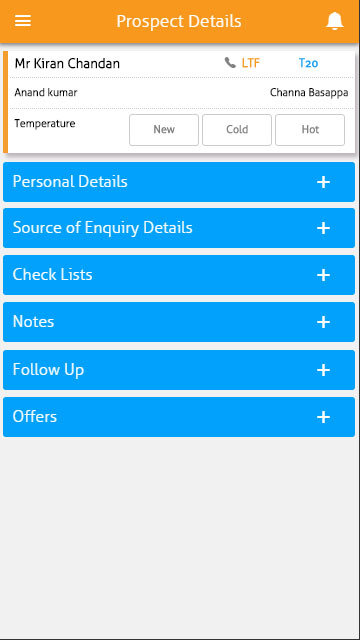 Prospect Details
Mr Kiran Chandan LTF T20
Anand kumar Channa Basappa
Temperature New Cold Hot
Personal Details +
Source of Enquiry Details +
Check Lists +
Notes +
Follow Up +
Offers +